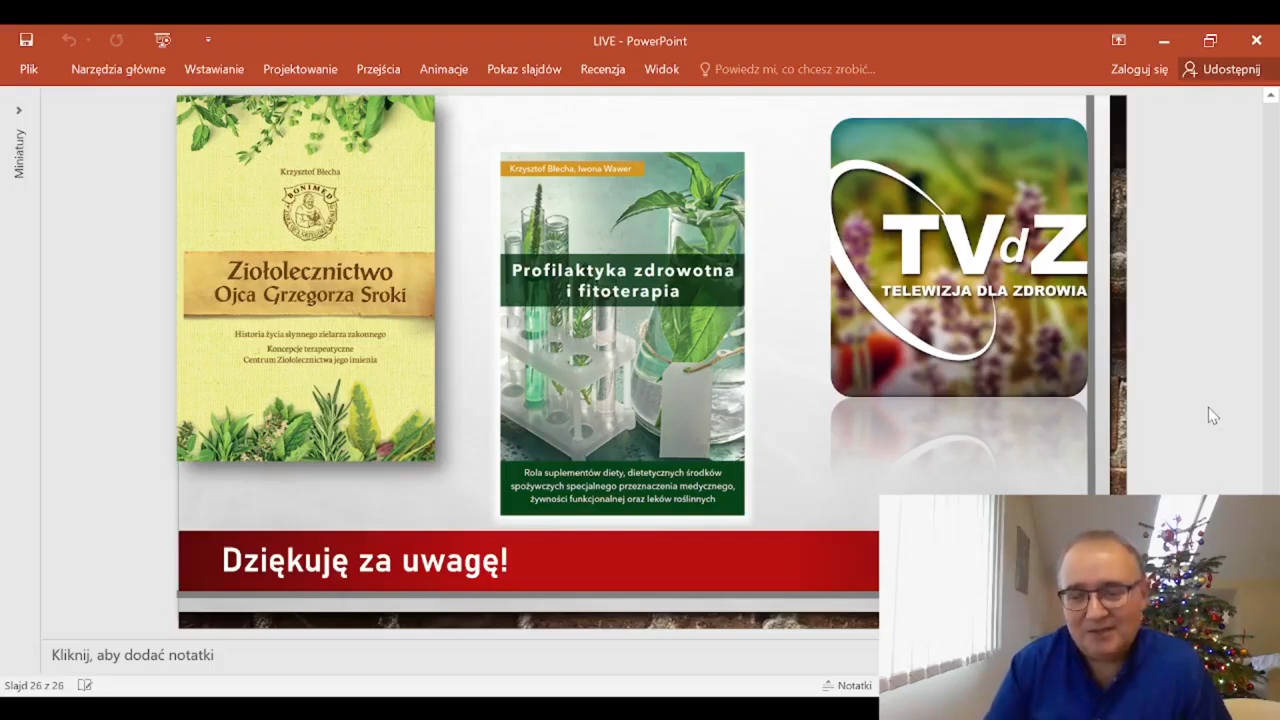 LIVE - PowerPoint
Plik Narzędzia główne Wstawianie Projektowanie Przejścia Animacje Pokaz slajdów Recenzja Widok Powiedz mi, co chcesz zrobić... Zaloguj się Udostępnij
Miniatury
Krzysztof Błecha
BONIMED
Ziołolecznictwo
Ojca Grzegorza Sroki
Historia życia słynnego zielarza zakonnego
Koncepcje terapeutyczne
Centrum Ziołolecznictwa jego imienia
Krzysztof Błecha, Iwona Wawer
Profilaktyka zdrowotna
i fitoterapia
Rola suplementów diety, dietetycznych środków
spożywczych specjalnego przeznaczenia medycznego,
żywności funkcjonalnej oraz leków roślinnych
TVdZ
TELEWIZJA DLA ZDROWIA
Dziękuję za uwagę!
Kliknij, aby dodać notatki
Slajd 26 z 26
Notatki